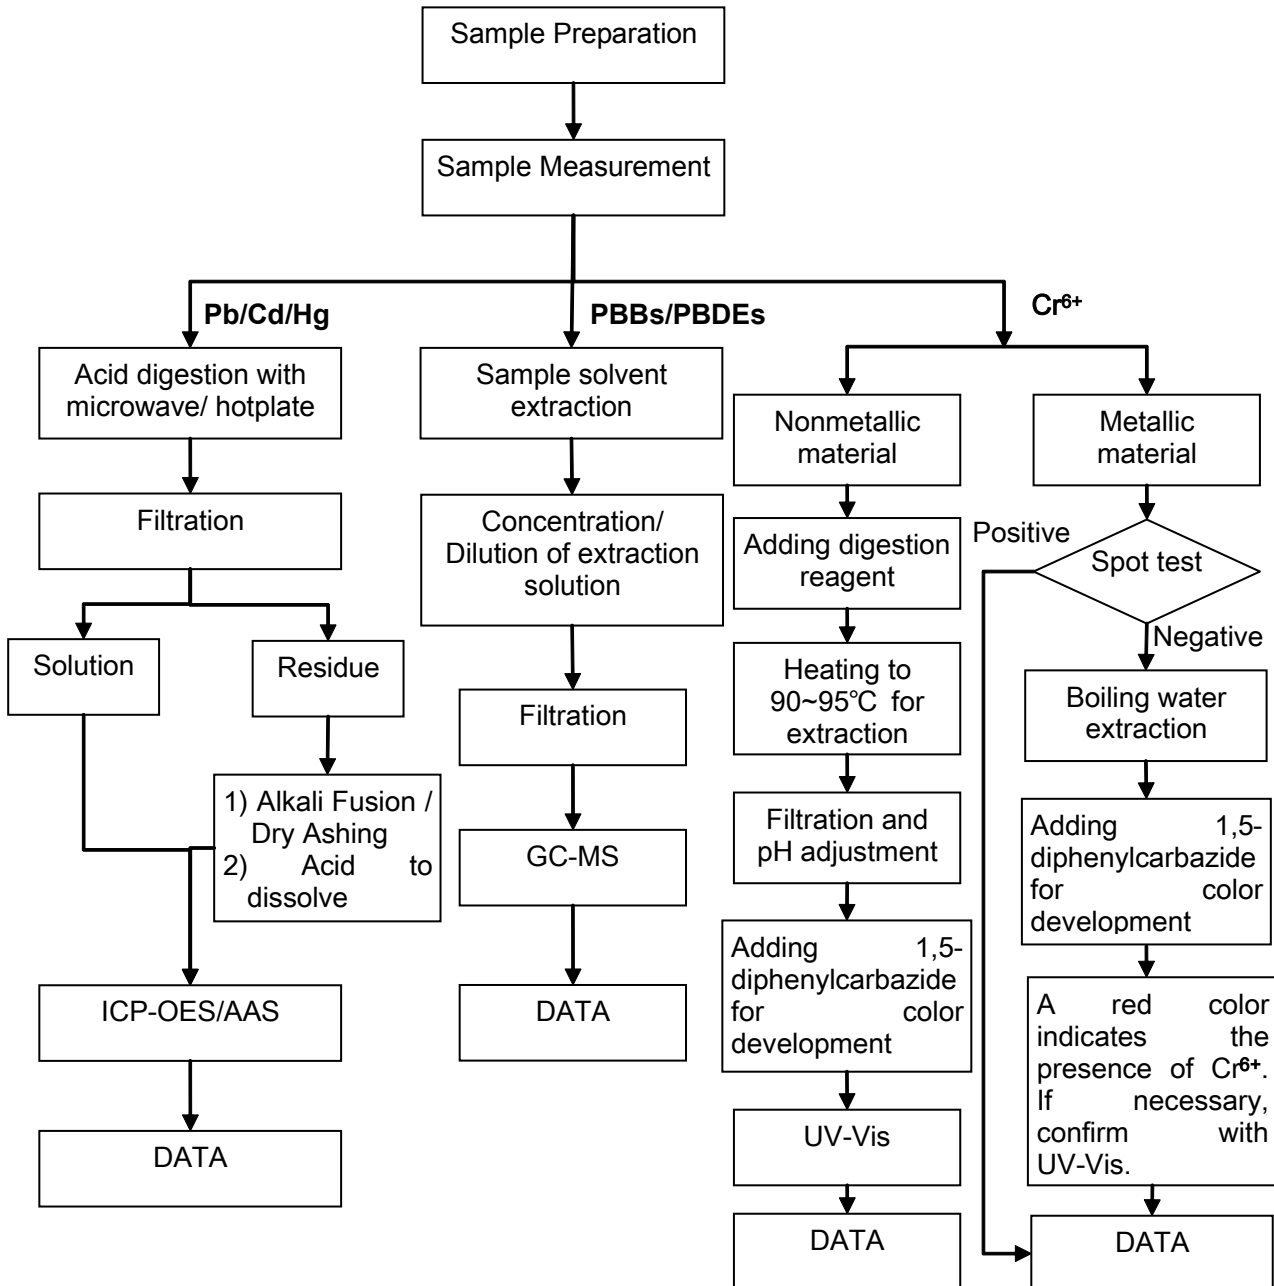 Sample Preparation
Sample Measurement
Pb/Cd/Hg
PBBs/PBDEs
Cr⁶⁺
Acid digestion with
microwave/ hotplate
Filtration
Solution
Residue
1) Alkali Fusion /
Dry Ashing
2) Acid to
dissolve
ICP-OES/AAS
DATA
Sample solvent
extraction
Concentration/
Dilution of extraction
solution
Filtration
GC-MS
DATA
Nonmetallic
material
Adding digestion
reagent
Heating to
90~95℃ for
extraction
Filtration and
pH adjustment
Adding 1,5-
diphenylcarbazide
for color
development
UV-Vis
DATA
Metallic
material
Spot test
Positive
Negative
Boiling water
extraction
Adding 1,5-
diphenylcarbazide
for color
development
A red color
indicates the
presence of Cr⁶⁺.
If necessary,
confirm with
UV-Vis.
DATA